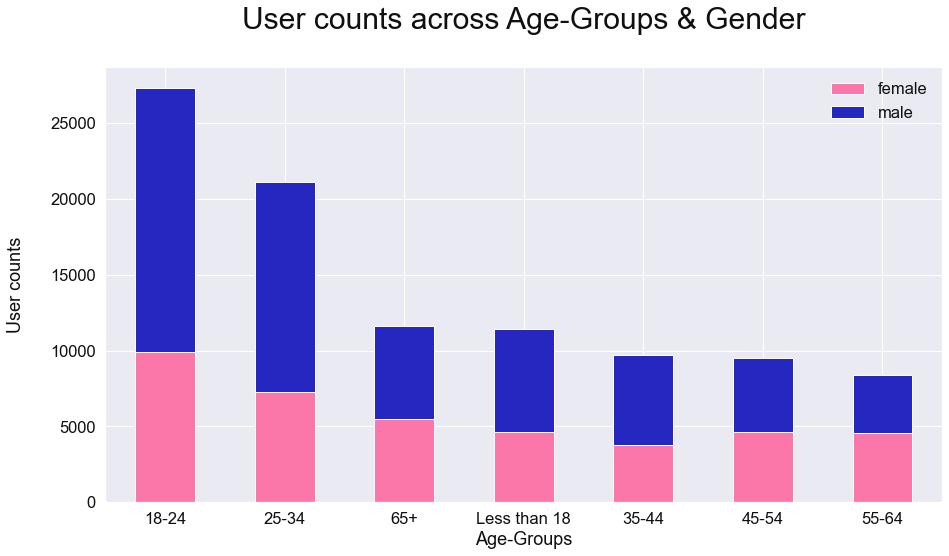 User counts across Age-Groups & Gender
female
male
25000
20000
15000
10000
5000
0
User counts
18-24 25-34 65+ Less than 18 35-44 45-54 55-64
Age-Groups